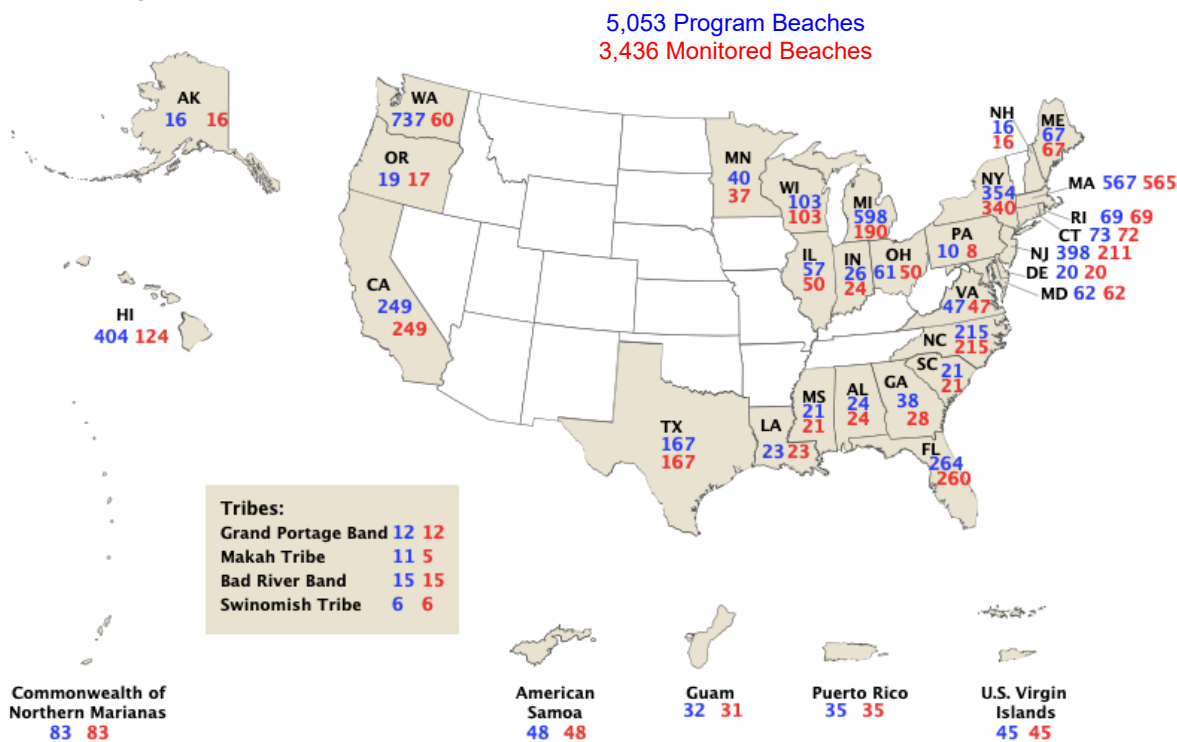 5,053 Program Beaches
3,436 Monitored Beaches
AK
16 16
WA
737 60
OR
19 17
CA
249
249
HI
404 124
MN
40
37
WI
103
103
MI
598
190
IL
57
50
IN
26
24
OH
61 50
PA
10 8
NY
354
340
NH
16
16
ME
67
67
MA 567 565
RI 69 69
CT 73 72
NJ 398 211
DE 20 20
MD 62 62
VA
47 47
NC 215
215
SC 21
21
GA
38
28
AL
24
24
MS
21
21
LA
23 23
TX
167
167
FL
264
260
Tribes:
Grand Portage Band 12 12
Makah Tribe 11 5
Bad River Band 15 15
Swinomish Tribe 6 6
Commonwealth of
Northern Marianas
83 83
American
Samoa
48 48
Guam
32 31
Puerto Rico
35 35
U.S. Virgin
Islands
45 45